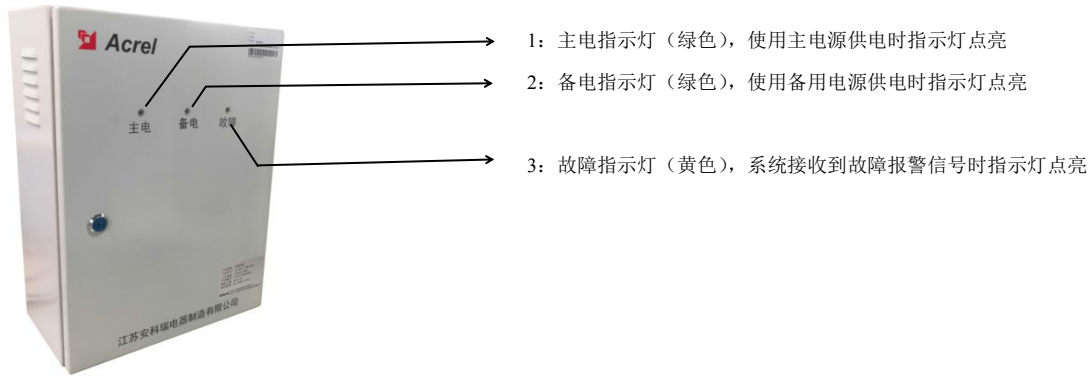 Acrel
1：主电指示灯（绿色），使用主电源供电时指示灯点亮
2：备电指示灯（绿色），使用备用电源供电时指示灯点亮
主电 备电 故障
3：故障指示灯（黄色），系统接收到故障报警信号时指示灯点亮
江苏安科瑞电器制造有限公司